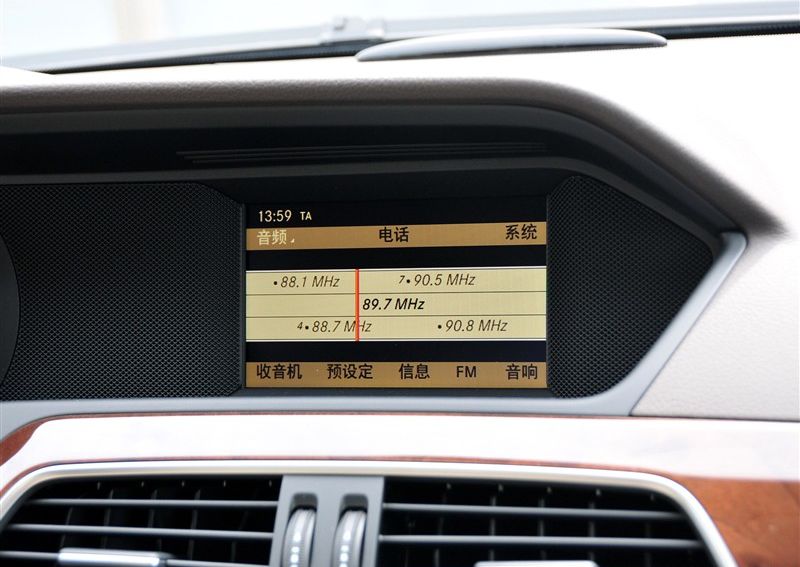 13:59 TA
音频 电话 系统
88.1 MHz 7 90.5 MHz
89.7 MHz
4 88.7 MHz 90.8 MHz
收音机 预设定 信息 FM 音响